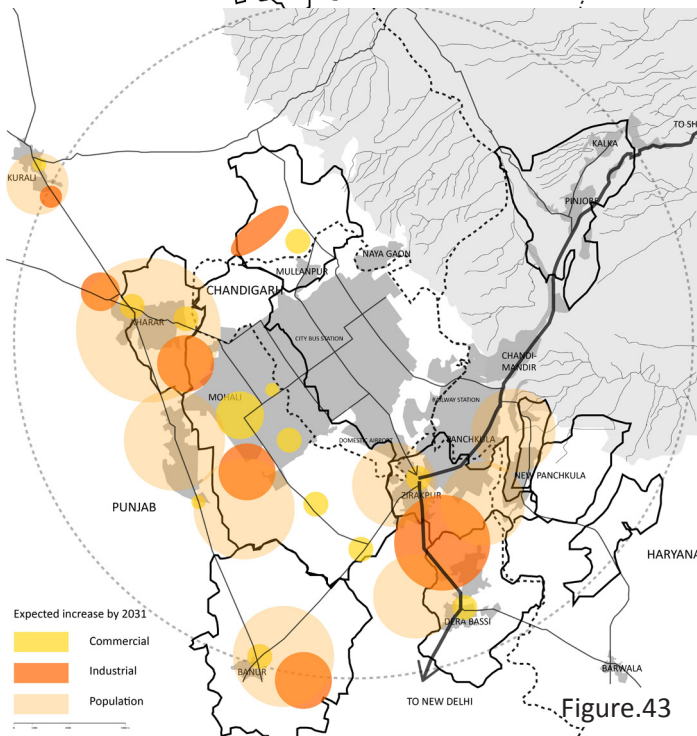 KALKA
TO SH
KURALI
PINJORE
NAYA GAON
MULLANPUR
CHANDIGARH
KHARAR
CITY BUS STATION
CHANDI-
MANDIR
MOHALI
RAILWAY STATION
DOMESTIC AIRPORT
PANCHKULA
NEW PANCHKULA
ZIRAKPUR
PUNJAB
HARYANA
Expected increase by 2031
Commercial
Industrial
Population
DERA BASSI
BANUR
BARWALA
TO NEW DELHI
Figure.43